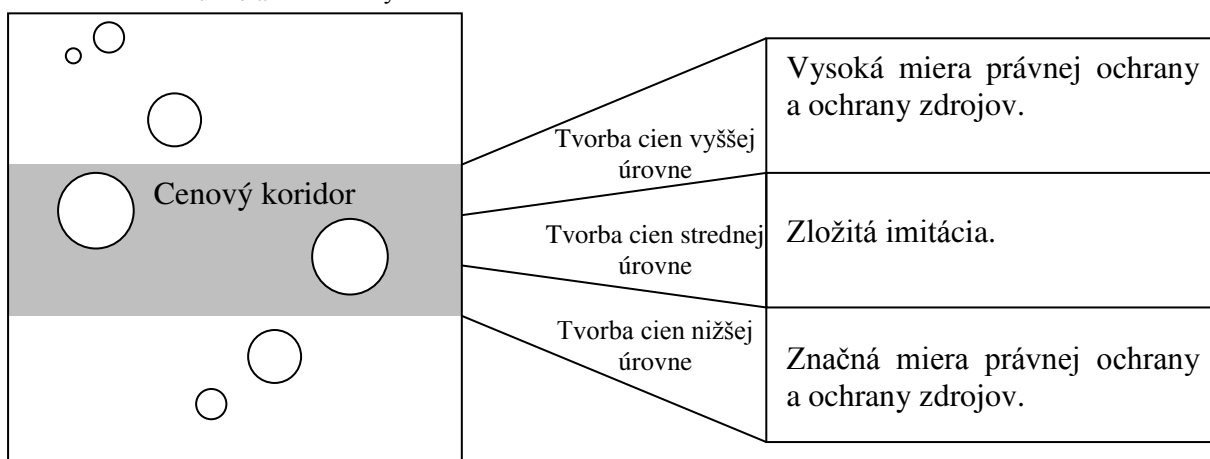 Vysoká miera právnej ochrany
a ochrany zdrojov.
Tvorba cien vyššej
úrovne
Cenový koridor
Zložitá imitácia.
Tvorba cien strednej
úrovne
Tvorba cien nižšej
úrovne
Značná miera právnej ochrany
a ochrany zdrojov.